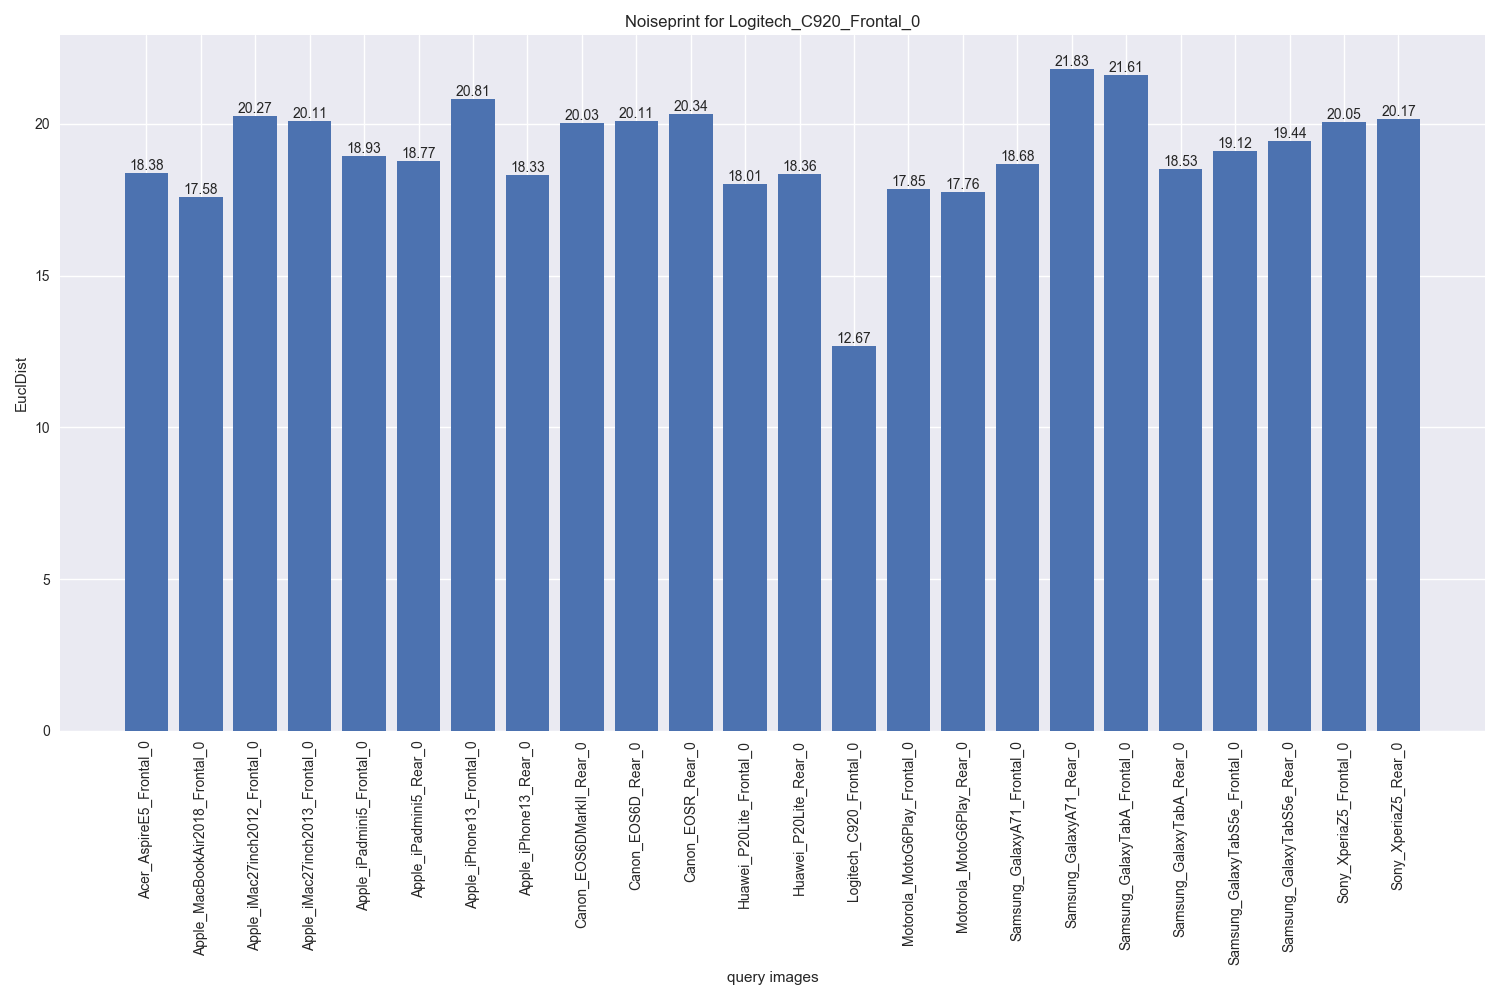 Noiseprint for Logitech_C920_Frontal_0
EuclDist
20
15
10
5
0
18.38
17.58
20.27
20.11
18.93
18.77
20.81
18.33
20.03
20.11
20.34
18.01
18.36
12.67
17.85
17.76
18.68
21.83
21.61
18.53
19.12
19.44
20.05
20.17
Acer_AspireE5_Frontal_0
Apple_MacBookAir2018_Frontal_0
Apple_iMac27inch2012_Frontal_0
Apple_iMac27inch2013_Frontal_0
Apple_iPadmini5_Frontal_0
Apple_iPadmini5_Rear_0
Apple_iPhone13_Frontal_0
Apple_iPhone13_Rear_0
Canon_EOS6DMarkII_Rear_0
Canon_EOS6D_Rear_0
Canon_EOSR_Rear_0
Huawei_P20Lite_Frontal_0
Huawei_P20Lite_Rear_0
Logitech_C920_Frontal_0
Motorola_MotoG6Play_Frontal_0
Motorola_MotoG6Play_Rear_0
Samsung_GalaxyA71_Frontal_0
Samsung_GalaxyA71_Rear_0
Samsung_GalaxyTabA_Frontal_0
Samsung_GalaxyTabA_Rear_0
Samsung_GalaxyTabS5e_Frontal_0
Samsung_GalaxyTabS5e_Rear_0
Sony_XperiaZ5_Frontal_0
Sony_XperiaZ5_Rear_0
query images